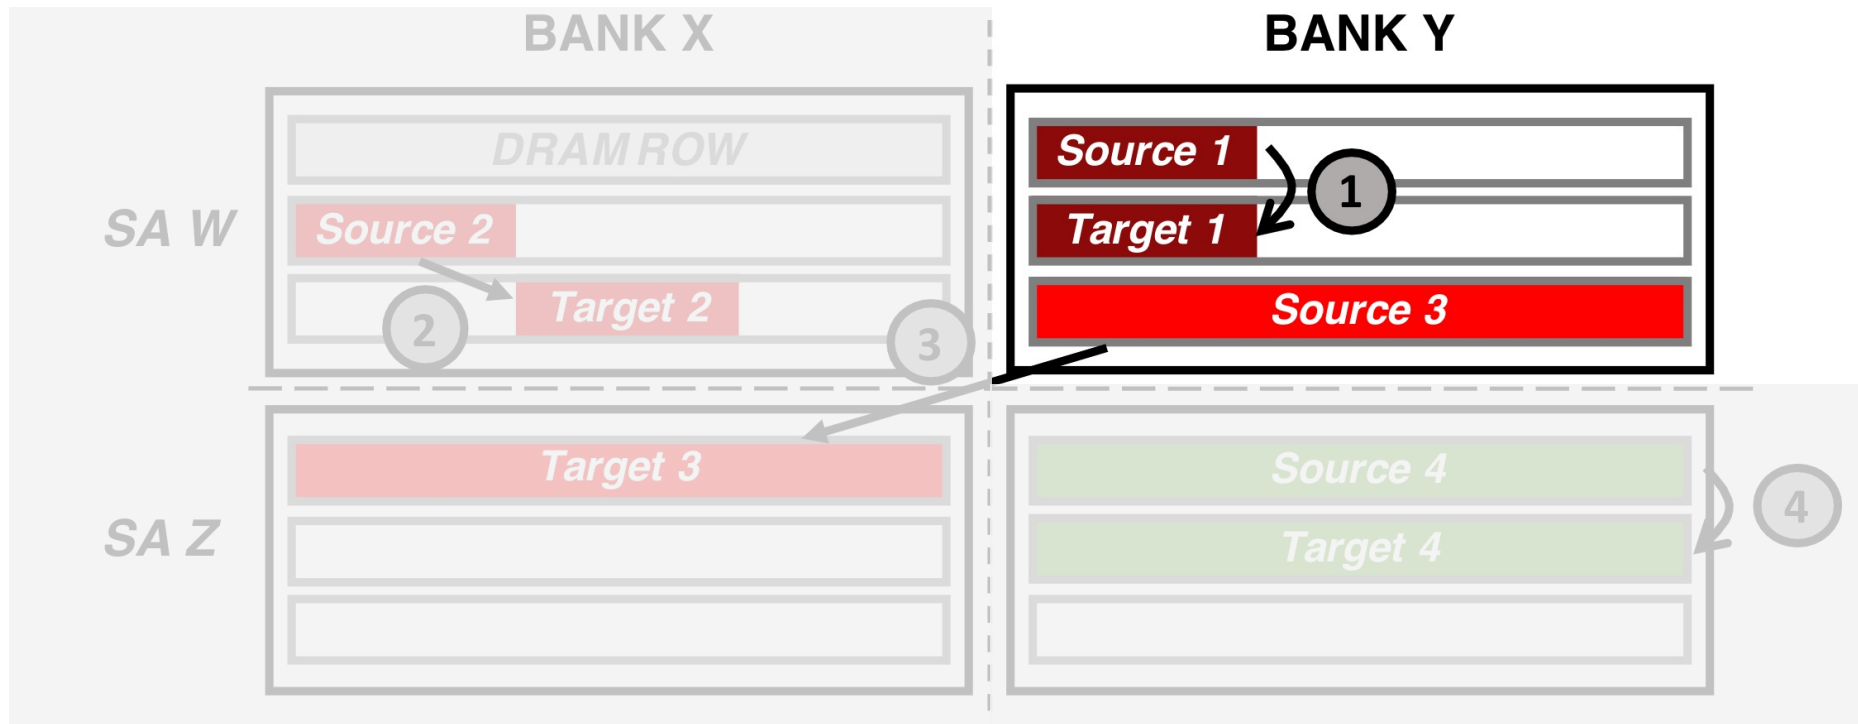 BANK X
BANK Y
SA W
DRAM ROW
Source 2
Target 2
2
3
Source 1
Target 1
1
Source 3
SA Z
Target 3
Source 4
Target 4
4